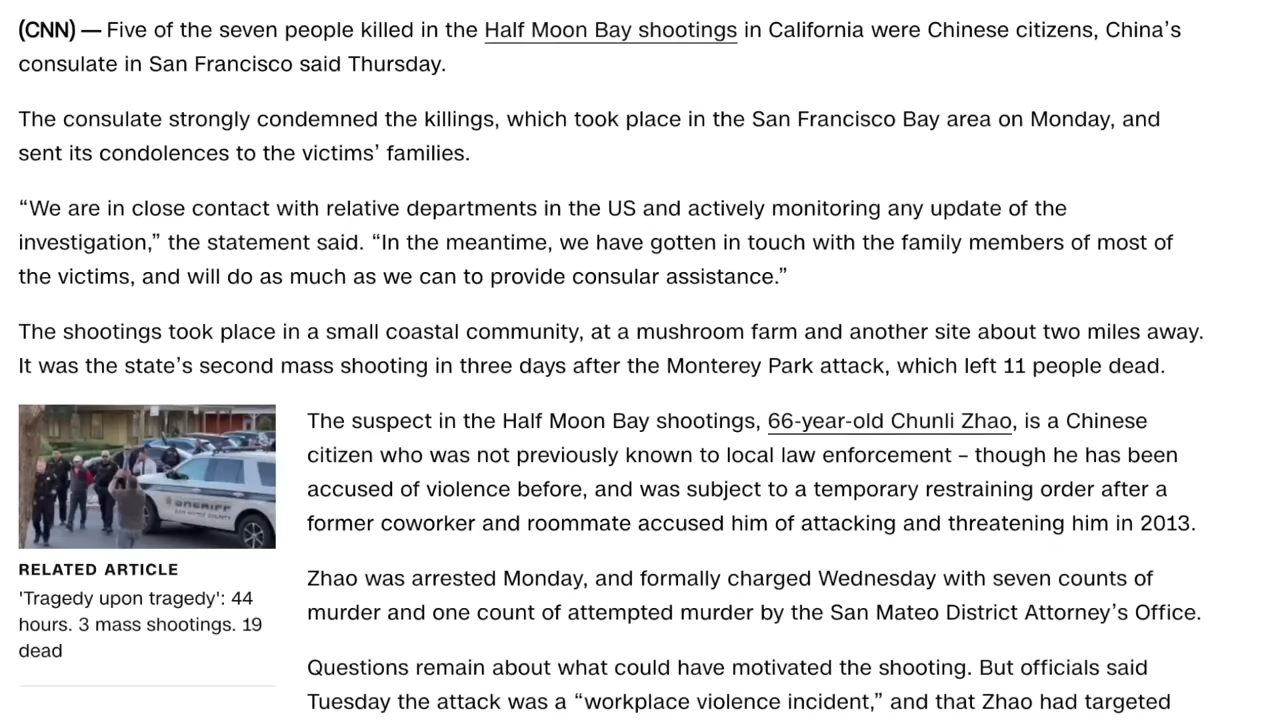 (CNN) — Five of the seven people killed in the Half Moon Bay shootings in California were Chinese citizens, China’s
consulate in San Francisco said Thursday.
The consulate strongly condemned the killings, which took place in the San Francisco Bay area on Monday, and
sent its condolences to the victims’ families.
“We are in close contact with relative departments in the US and actively monitoring any update of the
investigation,” the statement said. “In the meantime, we have gotten in touch with the family members of most of
the victims, and will do as much as we can to provide consular assistance.”
The shootings took place in a small coastal community, at a mushroom farm and another site about two miles away.
It was the state’s second mass shooting in three days after the Monterey Park attack, which left 11 people dead.
SHERIFF
RELATED ARTICLE
'Tragedy upon tragedy': 44
hours. 3 mass shootings. 19
dead
The suspect in the Half Moon Bay shootings, 66-year-old Chunli Zhao, is a Chinese
citizen who was not previously known to local law enforcement – though he has been
accused of violence before, and was subject to a temporary restraining order after a
former coworker and roommate accused him of attacking and threatening him in 2013.
Zhao was arrested Monday, and formally charged Wednesday with seven counts of
murder and one count of attempted murder by the San Mateo District Attorney’s Office.
Questions remain about what could have motivated the shooting. But officials said
Tuesday the attack was a “workplace violence incident,” and that Zhao had targeted